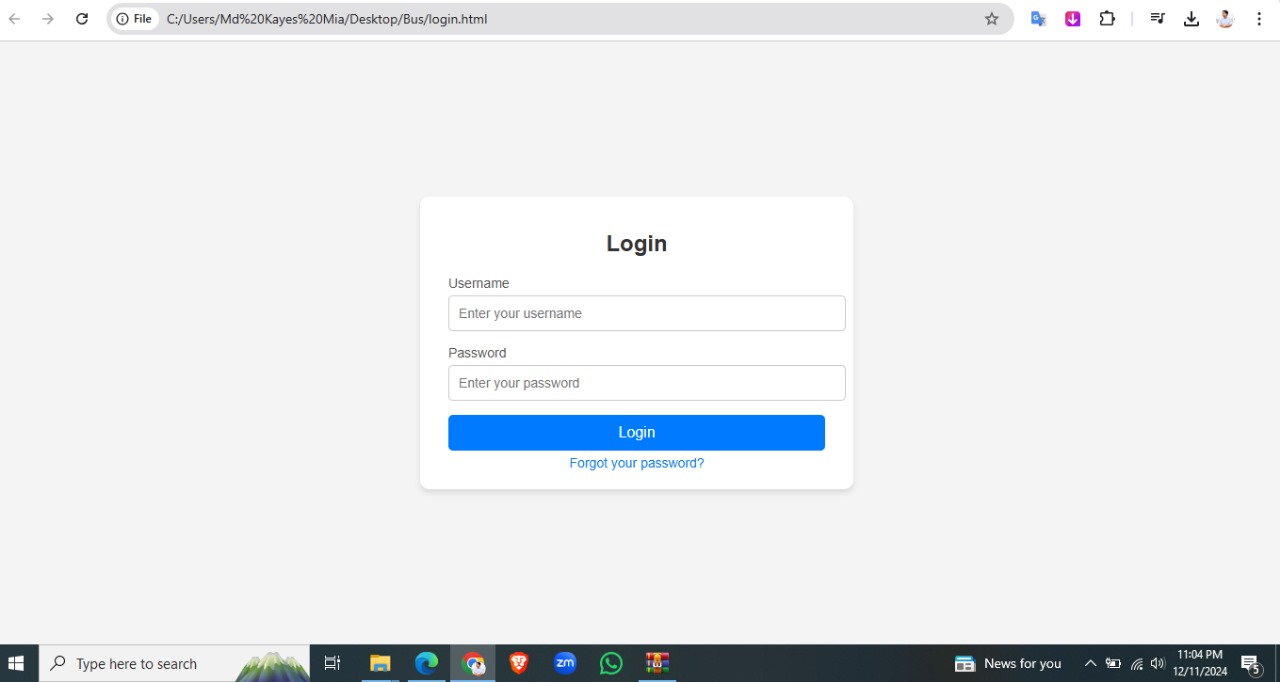 File C:/Users/Md%20Kayes%20Mia/Desktop/Bus/login.html
Login
Username
Enter your username
Password
Enter your password
Login
Forgot your password?
Type here to search
zm
News for you
11:04 PM
12/11/2024
5